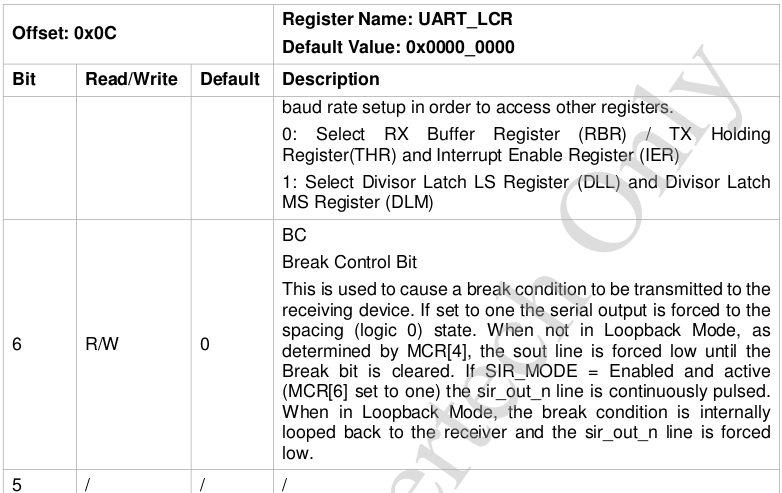 Offset: 0x0C
Register Name: UART_LCR
Default Value: 0x0000_0000
Bit Read/Write Default Description
baud rate setup in order to access other registers.
0: Select RX Buffer Register (RBR) / TX Holding
Register(THR) and Interrupt Enable Register (IER)
1: Select Divisor Latch LS Register (DLL) and Divisor Latch
MS Register (DLM)
6 R/W 0
BC
Break Control Bit
This is used to cause a break condition to be transmitted to the
receiving device. If set to one the serial output is forced to the
spacing (logic 0) state. When not in Loopback Mode, as
determined by MCR[4], the sout line is forced low until the
Break bit is cleared. If SIR_MODE = Enabled and active
(MCR[6] set to one) the sir_out_n line is continuously pulsed.
When in Loopback Mode, the break condition is internally
looped back to the receiver and the sir_out_n line is forced
low.
5 / / /
ertech Only